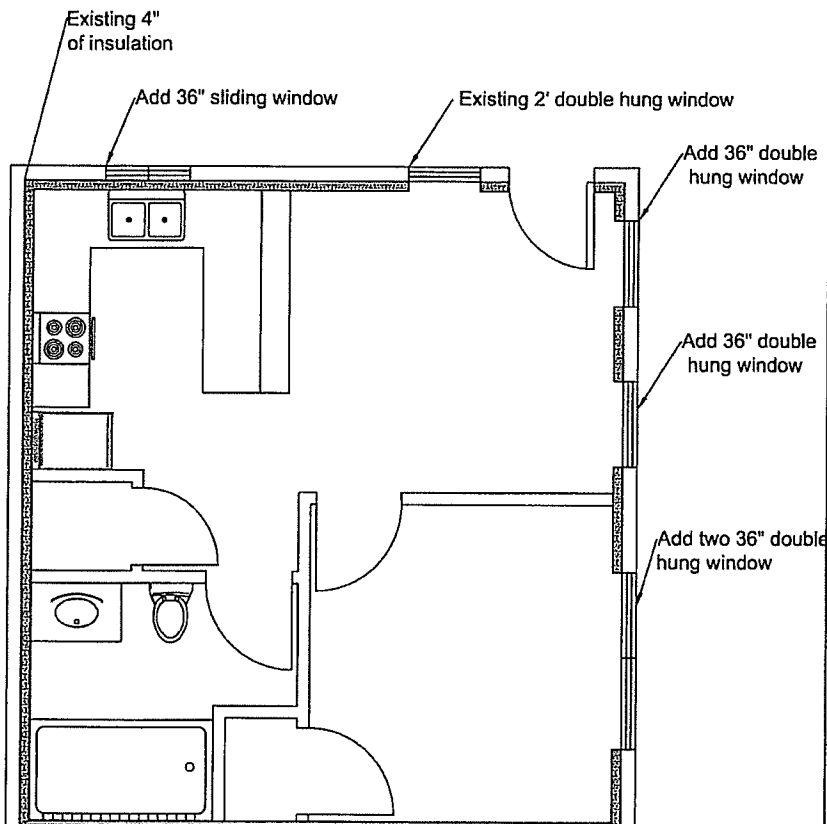 Existing 4"
of insulation
Add 36" sliding window
Existing 2' double hung window
Add 36" double
hung window
Add 36" double
hung window
Add two 36" double
hung window